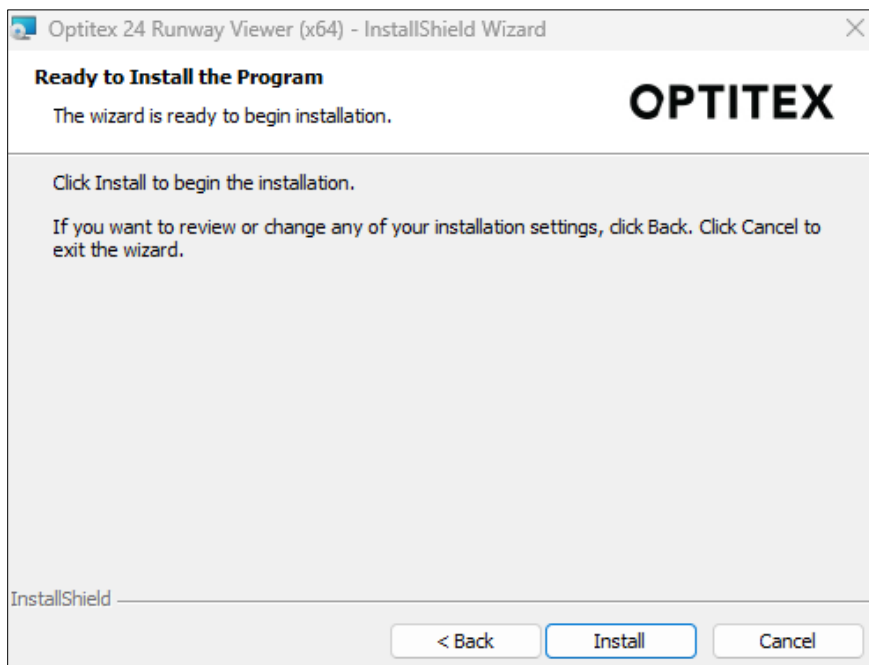 Optitex 24 Runway Viewer (x64) - InstallShield Wizard
Ready to Install the Program
The wizard is ready to begin installation.
OPTITEX
Click Install to begin the installation.
If you want to review or change any of your installation settings, click Back. Click Cancel to
exit the wizard.
InstallShield
< Back
Install
Cancel